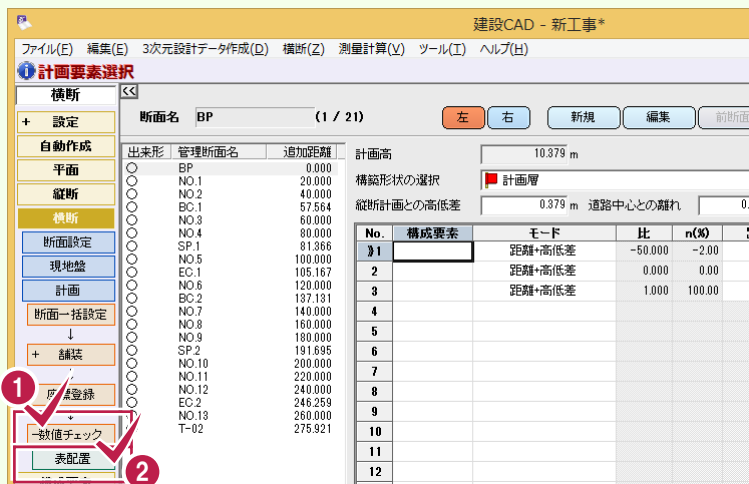 建設CAD - 新工事*
ファイル(F) 編集(E) 3次元設計データ作成(D) 横断(Z) 測量計算(V) ツール(T) ヘルプ(H)
計画要素選択
横断
+ 設定
自動作成
平面
縦断
横断
断面設定
現地盤
計画
断面一括設定
↓
+ 舗装
座標登録
-数値チェック
表配置
1
2
<<
断面名 BP (1 / 21)
左 右 新規 編集 前断面
出来形 管理断面名 追加距離
BP 0.000
NO.1 20.000
NO.2 40.000
BC.1 57.564
NO.3 60.000
NO.4 80.000
SP.1 81.366
NO.5 100.000
EC.1 105.167
NO.6 120.000
BC.2 137.131
NO.7 140.000
NO.8 160.000
NO.9 180.000
SP.2 191.695
NO.10 200.000
NO.11 220.000
NO.12 240.000
EC.2 246.259
NO.13 260.000
T-02 275.921
計画高 10.379 m
構築形状の選択 計画層
縦断計画との高低差 0.379 m 道路中心との離れ 0.
No. 構成要素 モード 比 n(%)
》1 距離+高低差 -50.000 -2.00
2 距離+高低差 0.000 0.00
3 距離+高低差 1.000 100.00
4
5
6
7
8
9
10
11
12